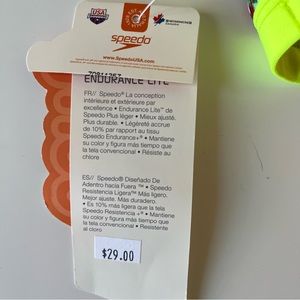 USA
SWIMMING
speedo
www.SpeedoUSA.com
ENDURANCE LITE
FR// Speedo® La conception
intérieure et extérieure par
excellence • Endurance Lite™ de
Speedo Plus léger • Mieux ajusté.
Plus durable. • Légèreté accrue
de 10% par rapport au tissu
Speedo Endurance+® • Mantiene
su color y figura más tiempo que
la tela convencional • Résiste au
chlore
ES// Speedo® Diseñado De
Adentro hacia Fuera ™ • Speedo
Resistencia Ligera™ Más ligero.
Mejor ajuste. Más duradero.
• Es 10% más ligera que la tela
Speedo Resistencia +® • Mantiene
su color y figura más tiempo que
la tela convencional • Resistente
al cloro
$29.00